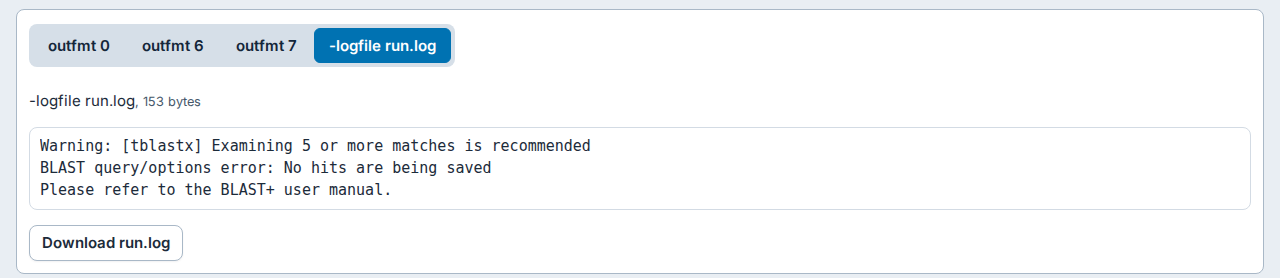 outfmt 0 outfmt 6 outfmt 7 -logfile run.log
-logfile run.log, 153 bytes
Warning: [tblastx] Examining 5 or more matches is recommended
BLAST query/options error: No hits are being saved
Please refer to the BLAST+ user manual.
Download run.log